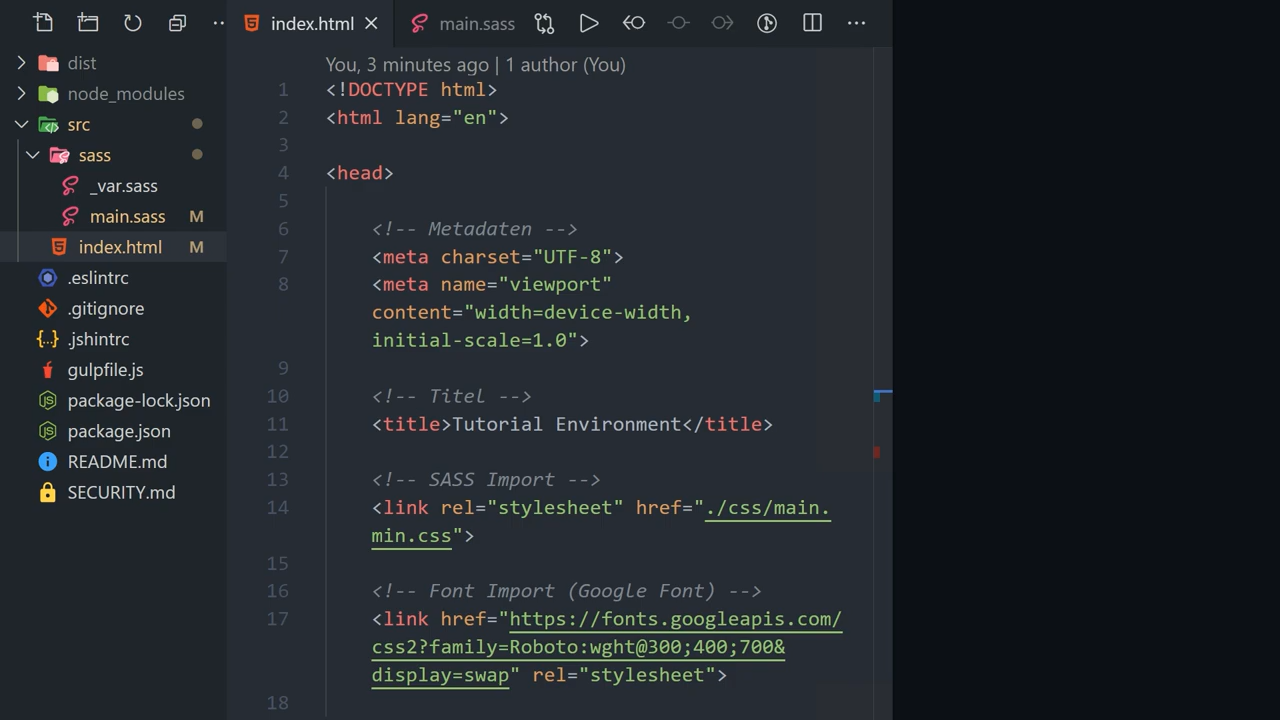 index.html
main.sass
dist
node_modules
src
sass
_var.sass
main.sass M
index.html M
.eslintrc
.gitignore
.jshintrc
gulpfile.js
package-lock.json
package.json
README.md
SECURITY.md
You, 3 minutes ago | 1 author (You)
1 <!DOCTYPE html>
2 <html lang="en">
3
4 <head>
5
6 <!-- Metadaten -->
7 <meta charset="UTF-8">
8 <meta name="viewport"
content="width=device-width,
initial-scale=1.0">
9
10 <!-- Titel -->
11 <title>Tutorial Environment</title>
12
13 <!-- SASS Import -->
14 <link rel="stylesheet" href="./css/main.
min.css">
15
16 <!-- Font Import (Google Font) -->
17 <link href="https://fonts.googleapis.com/
css2?family=Roboto:wght@300;400;700&
display=swap" rel="stylesheet">
18